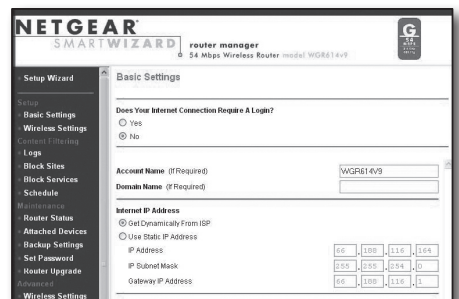 NETGEAR
SMARTWIZARD router manager
54 Mbps Wireless Router model WGR614v9
G
54
Setup Wizard
Setup
Basic Settings
Wireless Settings
Content Filtering
Logs
Block Sites
Block Services
Schedule
Maintenance
Router Status
Attached Devices
Backup Settings
Set Password
Router Upgrade
Advanced
Wireless Settings
Basic Settings
Does Your Internet Connection Require A Login?
Yes
No
Account Name (If Required) WGR614V9
Domain Name (If Required)
Internet IP Address
Get Dynamically From ISP
Use Static IP Address
IP Address 66 . 188 . 116 . 164
IP Subnet Mask 255 . 255 . 254 . 0
Gateway IP Address 66 . 188 . 116 . 1